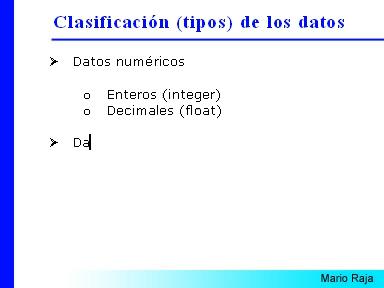 Clasificación (tipos) de los datos
➢ Datos numéricos
o Enteros (integer)
o Decimales (float)
➢ Da
Mario Raja